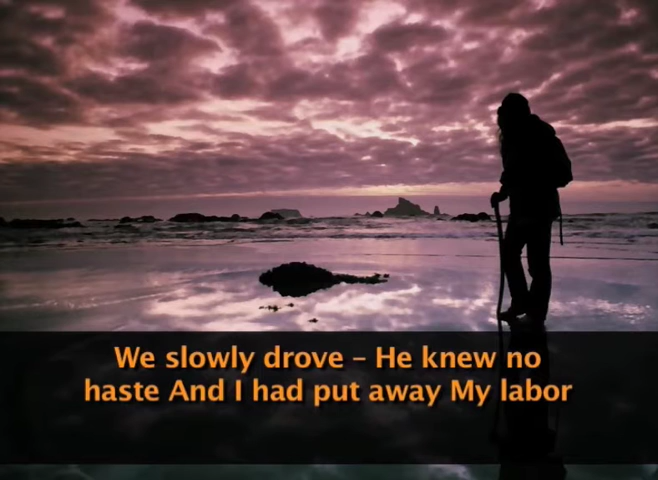 We slowly drove – He knew no
haste And I had put away My labor